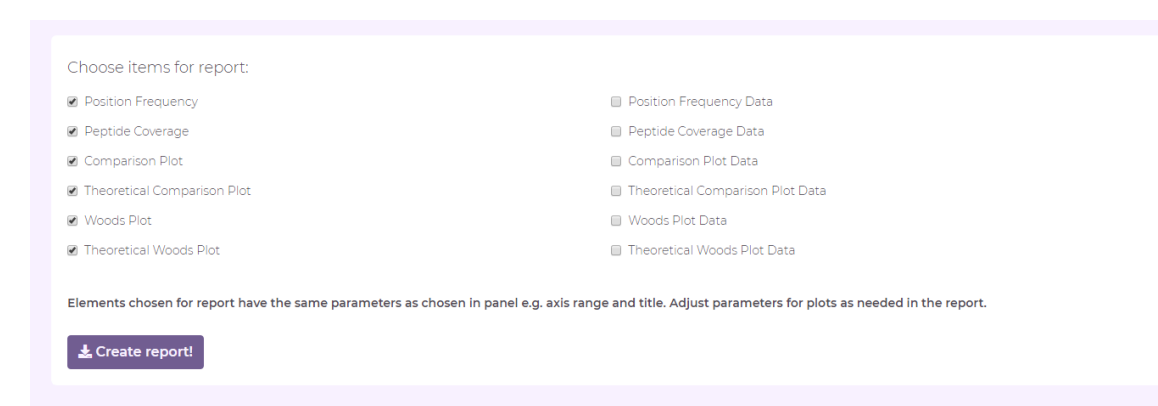 Choose items for report:
Position Frequency
Position Frequency Data
Peptide Coverage
Peptide Coverage Data
Comparison Plot
Comparison Plot Data
Theoretical Comparison Plot
Theoretical Comparison Plot Data
Woods Plot
Woods Plot Data
Theoretical Woods Plot
Theoretical Woods Plot Data
Elements chosen for report have the same parameters as chosen in panel e.g. axis range and title. Adjust parameters for plots as needed in the report.
Create report!